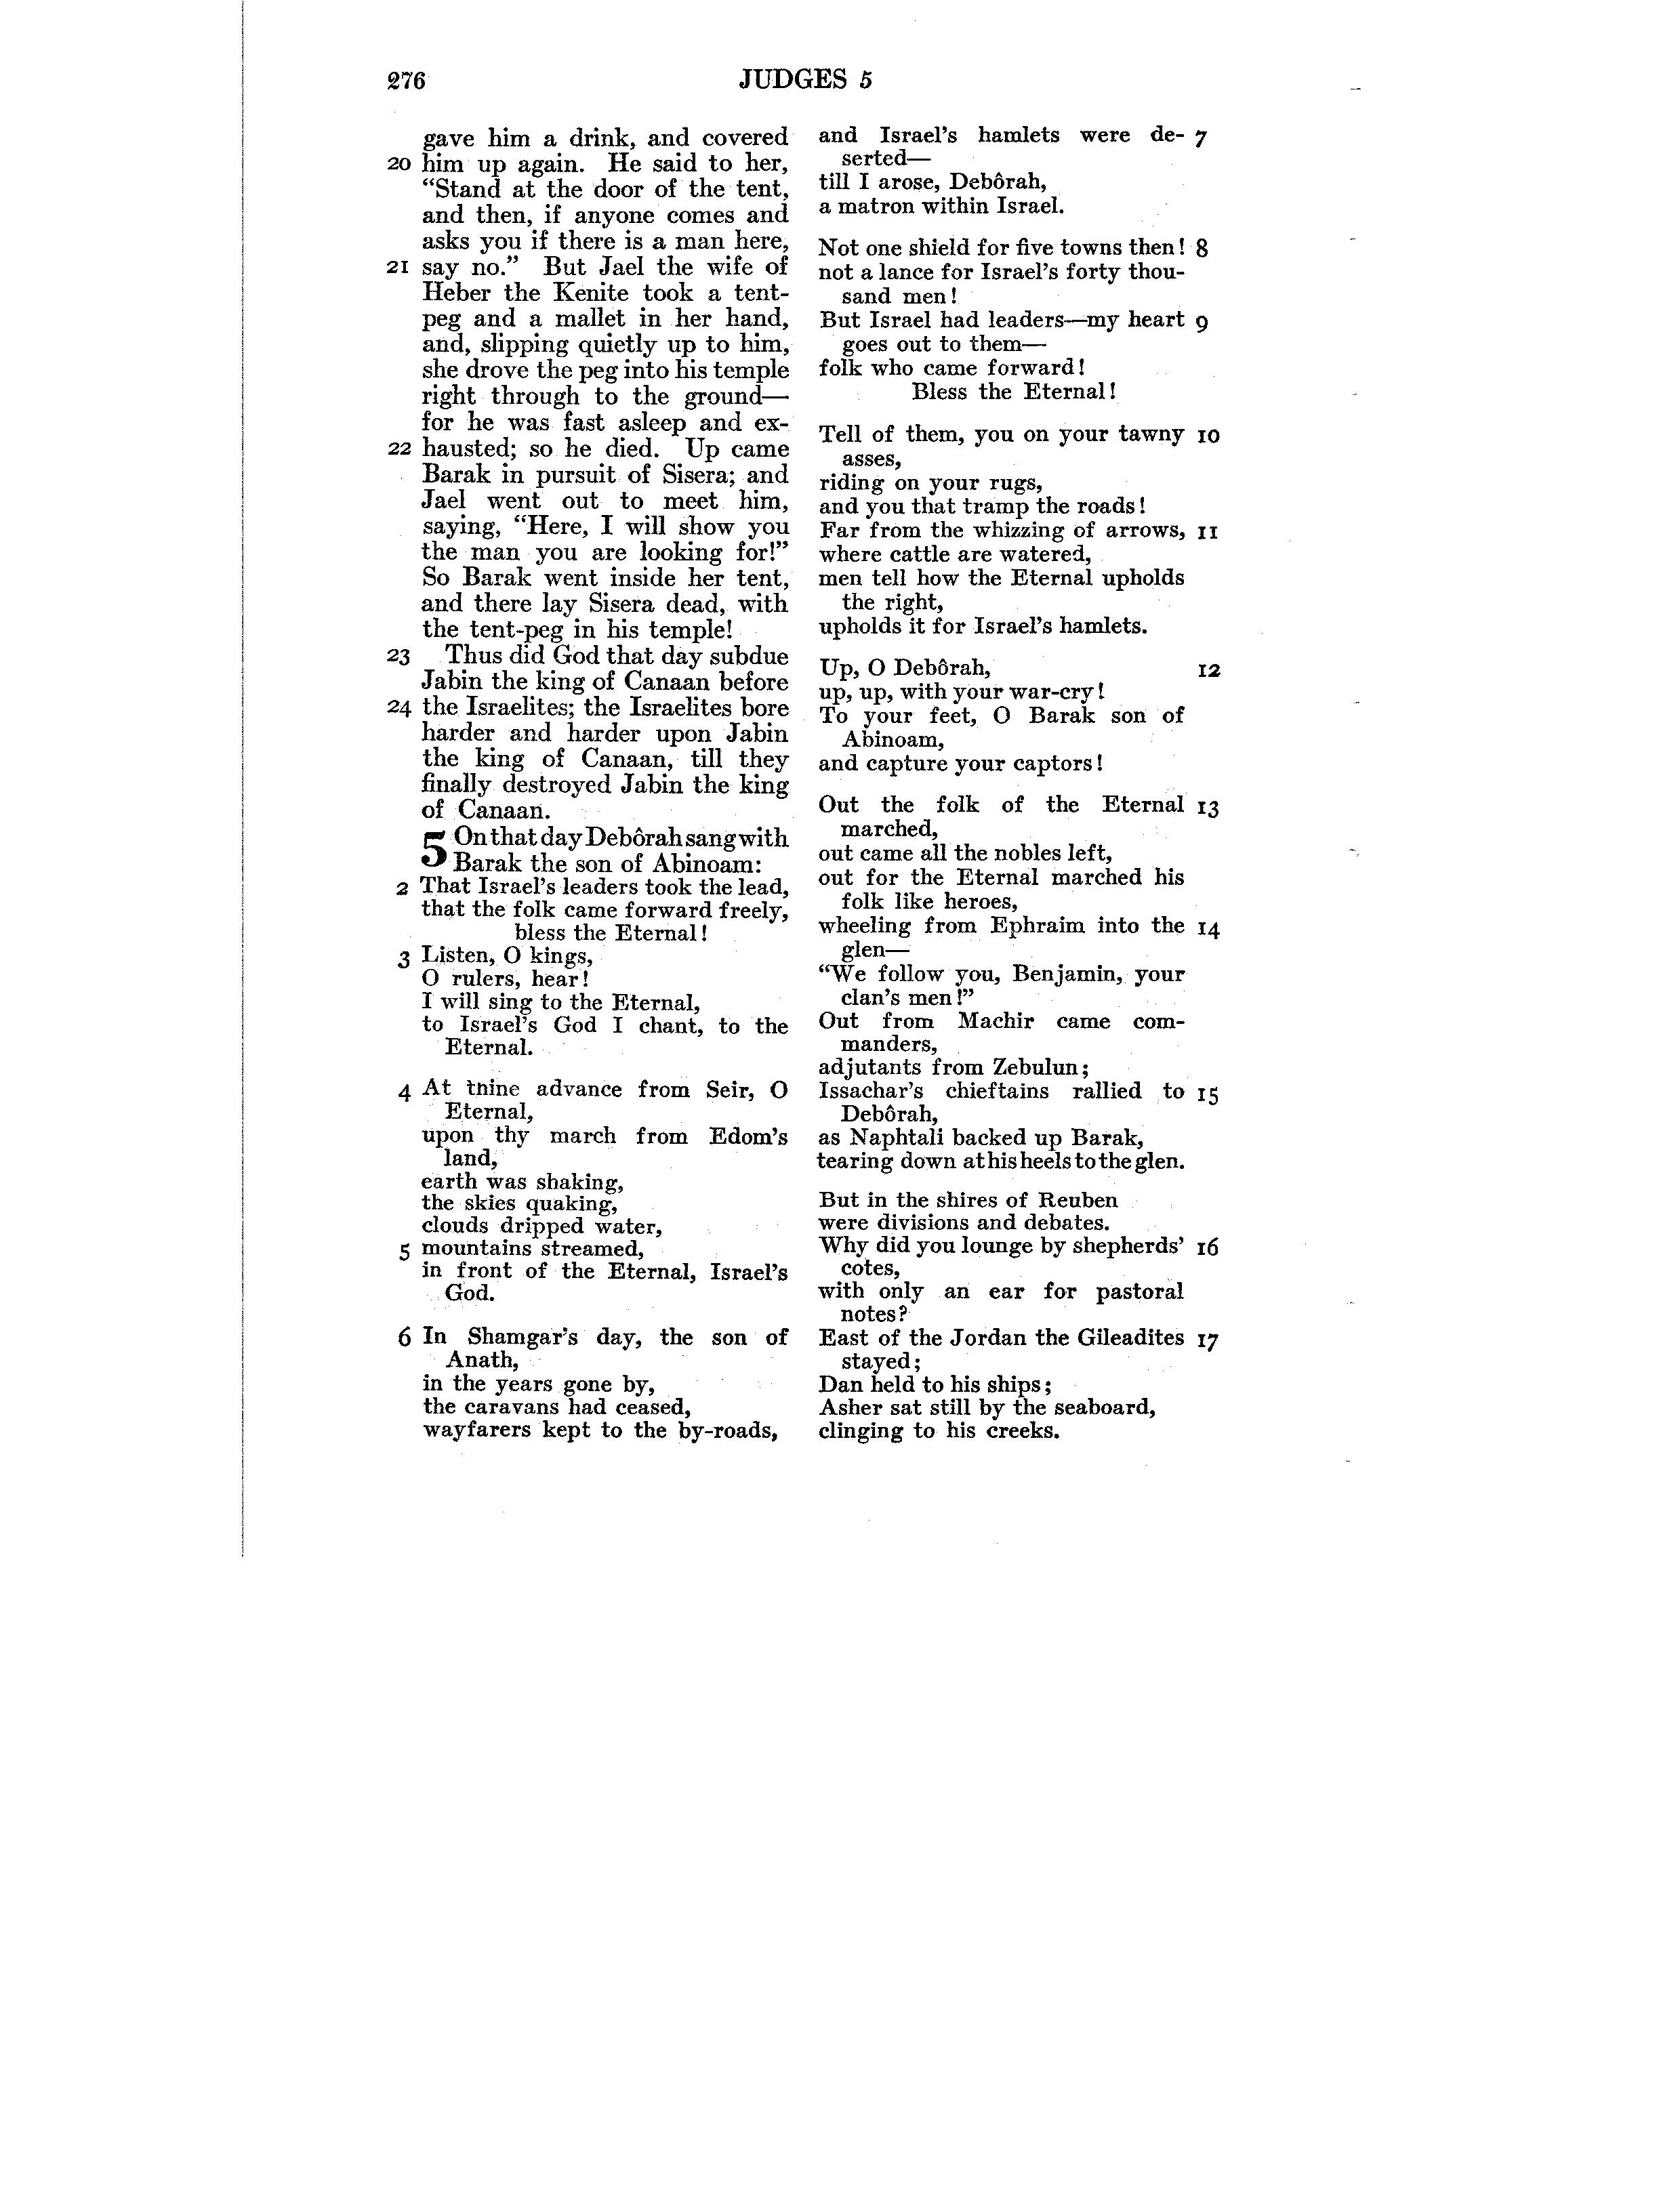 276 JUDGES 5
gave him a drink, and covered
20 him up again. He said to her,
“Stand at the door of the tent,
and then, if anyone comes and
asks you if there is a man here,
21 say no.” But Jael the wife of
Heber the Kenite took a tent-
peg and a mallet in her hand,
and, slipping quietly up to him,
she drove the peg into his temple
right through to the ground—
for he was fast asleep and ex-
22 hausted; so he died. Up came
Barak in pursuit of Sisera; and
Jael went out to meet him,
saying, “Here, I will show you
the man you are looking for!”
So Barak went inside her tent,
and there lay Sisera dead, with
the tent-peg in his temple!
23 Thus did God that day subdue
Jabin the king of Canaan before
24 the Israelites; the Israelites bore
harder and harder upon Jabin
the king of Canaan, till they
finally destroyed Jabin the king
of Canaan.
5 On that day Debôrah sang with
Barak the son of Abinoam:
2 That Israel’s leaders took the lead,
that the folk came forward freely,
bless the Eternal!
3 Listen, O kings,
O rulers, hear!
I will sing to the Eternal,
to Israel’s God I chant, to the
Eternal.
4 At thine advance from Seir, O
Eternal,
upon thy march from Edom’s
land,
earth was shaking,
the skies quaking,
clouds dripped water,
5 mountains streamed,
in front of the Eternal, Israel’s
God.
6 In Shamgar’s day, the son of
Anath,
in the years gone by,
the caravans had ceased,
wayfarers kept to the by-roads,
and Israel’s hamlets were de- 7
serted—
till I arose, Debôrah,
a matron within Israel.
Not one shield for five towns then! 8
not a lance for Israel’s forty thou-
sand men!
But Israel had leaders—my heart 9
goes out to them—
folk who came forward!
Bless the Eternal!
Tell of them, you on your tawny 10
asses,
riding on your rugs,
and you that tramp the roads!
Far from the whizzing of arrows, 11
where cattle are watered,
men tell how the Eternal upholds
the right,
upholds it for Israel’s hamlets.
Up, O Debôrah, 12
up, up, with your war-cry!
To your feet, O Barak son of
Abinoam,
and capture your captors!
Out the folk of the Eternal 13
marched,
out came all the nobles left,
out for the Eternal marched his
folk like heroes,
wheeling from Ephraim into the 14
glen—
“We follow you, Benjamin, your
clan’s men!”
Out from Machir came com-
manders,
adjutants from Zebulun;
Issachar’s chieftains rallied to 15
Debôrah,
as Naphtali backed up Barak,
tearing down at his heels to the glen.
But in the shires of Reuben
were divisions and debates.
Why did you lounge by shepherds’ 16
cotes,
with only an ear for pastoral
notes?
East of the Jordan the Gileadites 17
stayed;
Dan held to his ships;
Asher sat still by the seaboard,
clinging to his creeks.